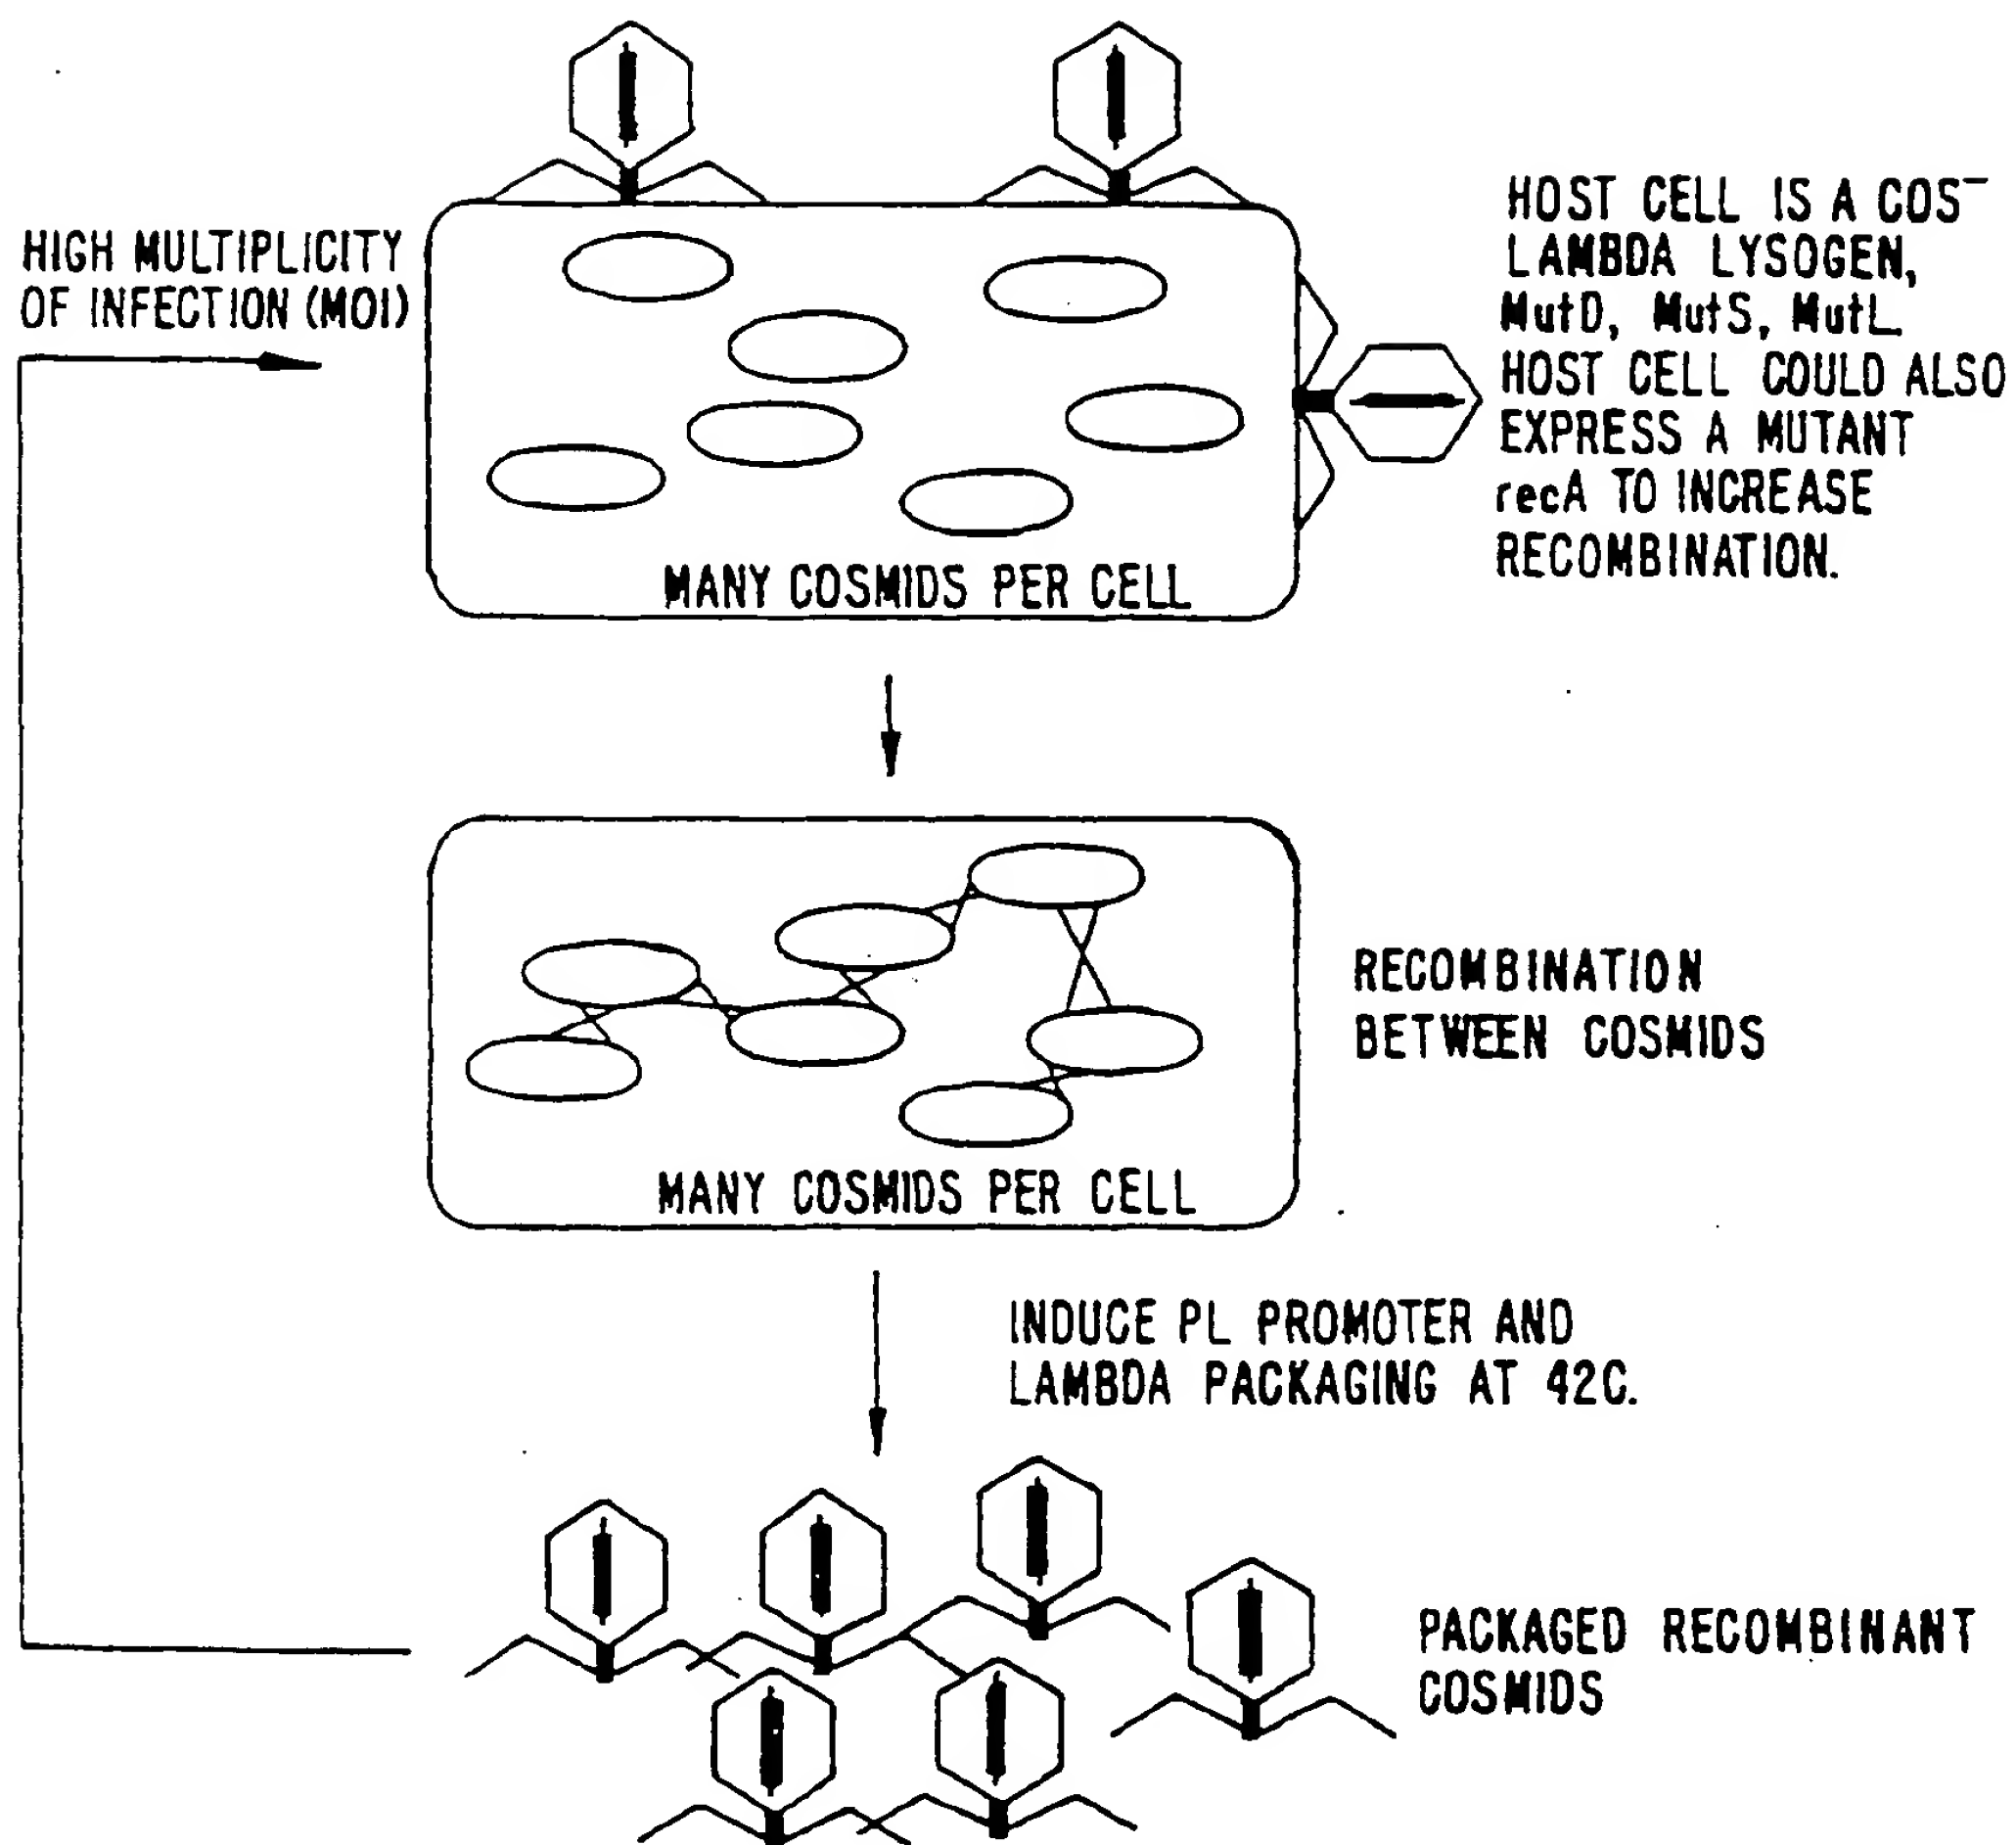 HIGH MULTIPLICITY
OF INFECTION (MOI)
HOST CELL IS A COS⁻
LAMBDA LYSOGEN,
MutD, MutS, MutL.
HOST CELL COULD ALSO
EXPRESS A MUTANT
recA TO INCREASE
RECOMBINATION.
MANY COSMIDS PER CELL
RECOMBINATION
BETWEEN COSMIDS
MANY COSMIDS PER CELL
INDUCE PL PROMOTER AND
LAMBDA PACKAGING AT 42C.
PACKAGED RECOMBINANT
COSMIDS